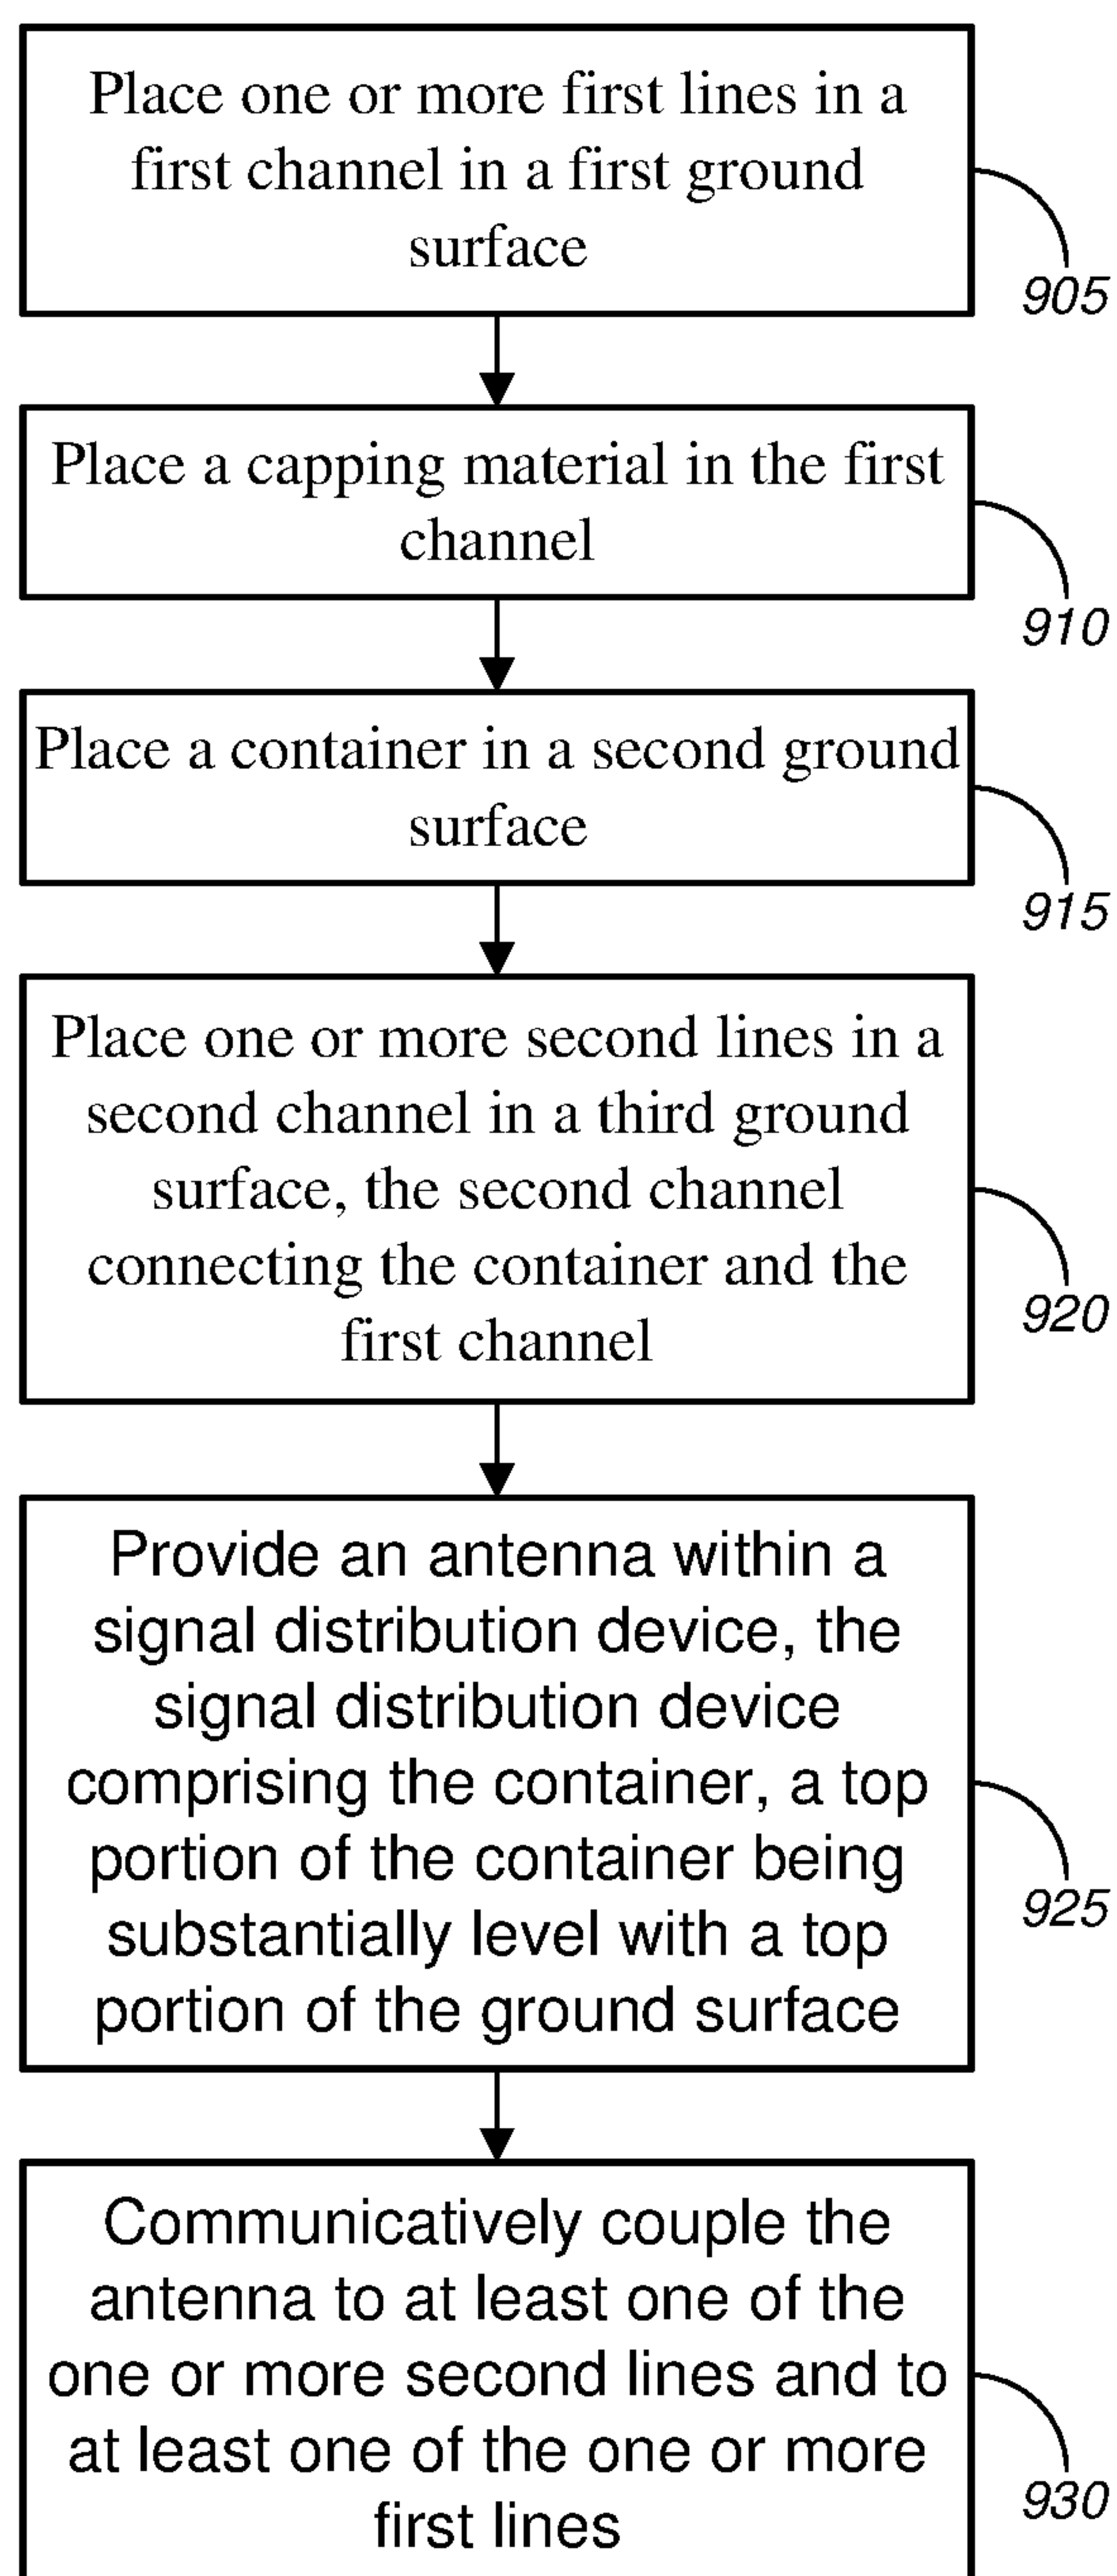 Place one or more first lines in a
first channel in a first ground
surface
905
Place a capping material in the first
channel
910
Place a container in a second ground
surface
915
Place one or more second lines in a
second channel in a third ground
surface, the second channel
connecting the container and the
first channel
920
Provide an antenna within a
signal distribution device, the
signal distribution device
comprising the container, a top
portion of the container being
substantially level with a top
portion of the ground surface
925
Communicatively couple the
antenna to at least one of the
one or more second lines and to
at least one of the one or more
first lines
930